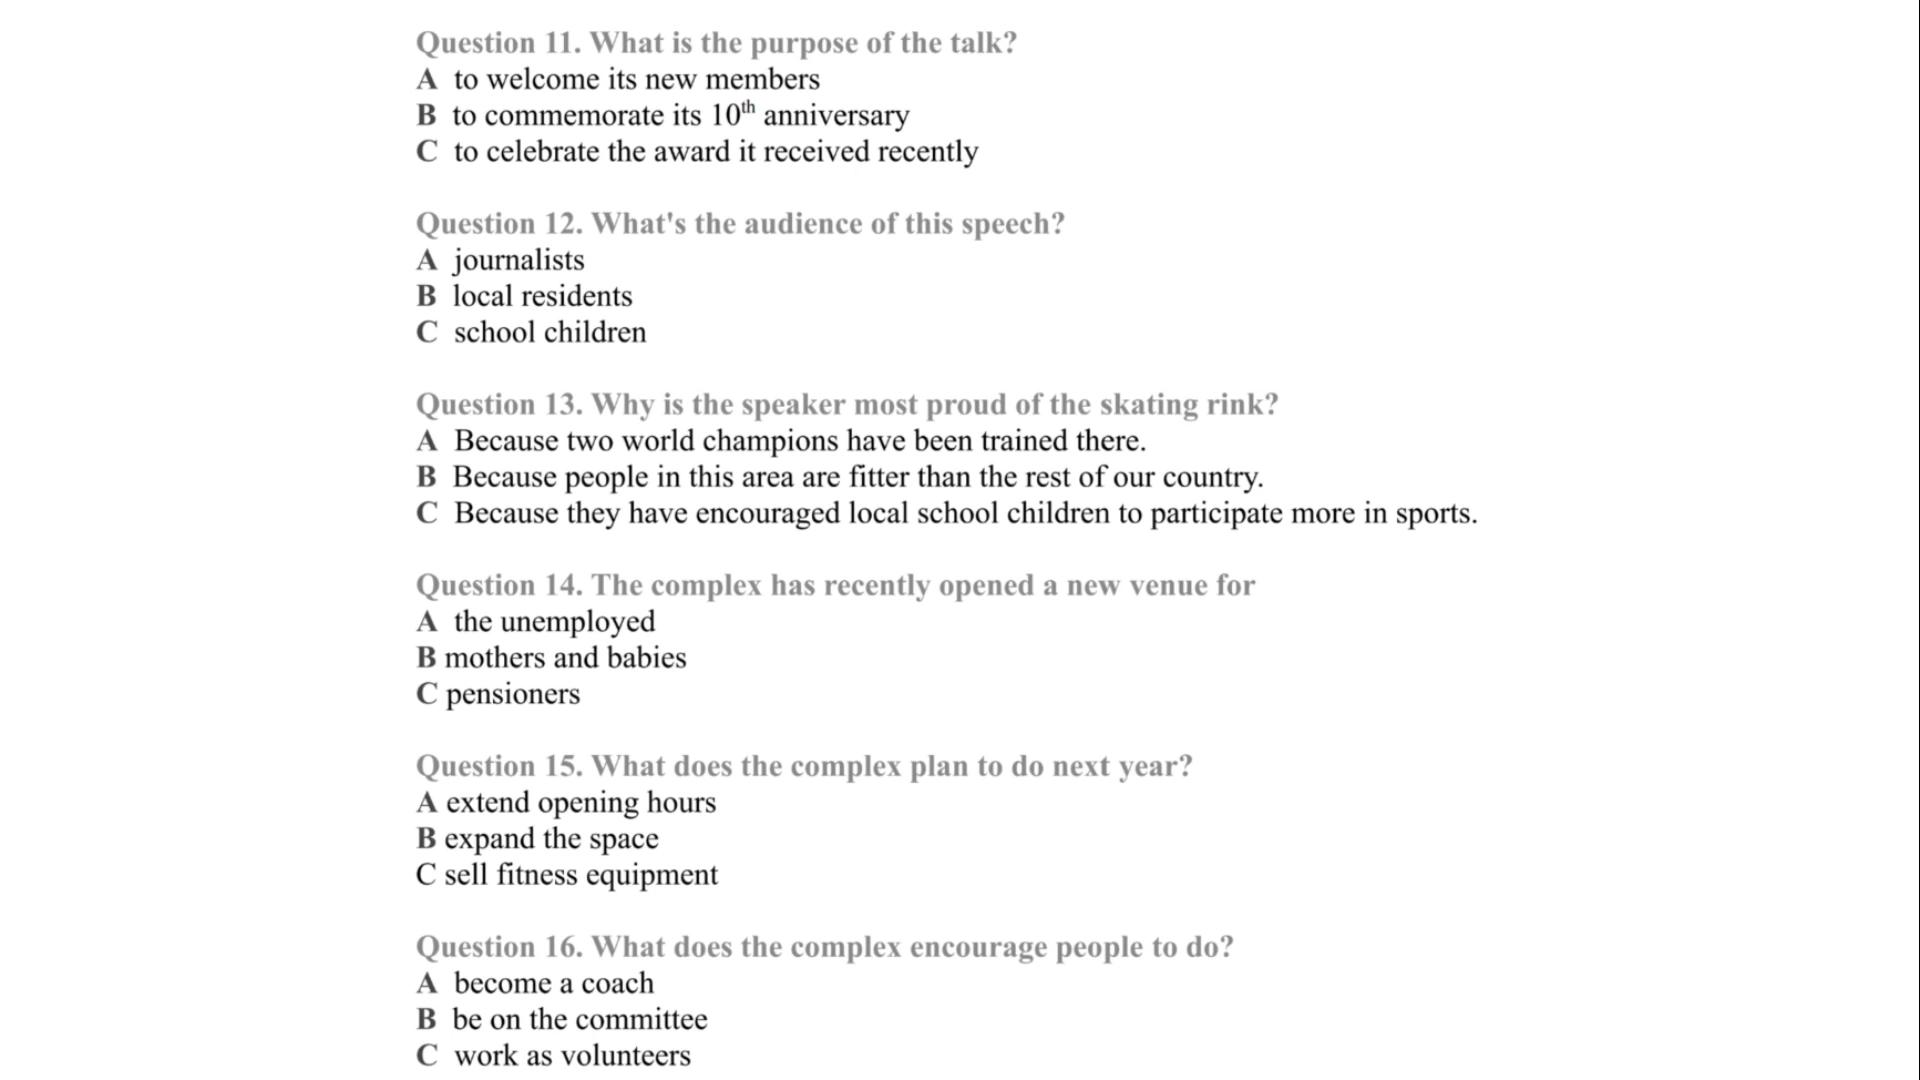 Question 11. What is the purpose of the talk?
A to welcome its new members
B to commemorate its 10th anniversary
C to celebrate the award it received recently
Question 12. What's the audience of this speech?
A journalists
B local residents
C school children
Question 13. Why is the speaker most proud of the skating rink?
A Because two world champions have been trained there.
B Because people in this area are fitter than the rest of our country.
C Because they have encouraged local school children to participate more in sports.
Question 14. The complex has recently opened a new venue for
A the unemployed
B mothers and babies
C pensioners
Question 15. What does the complex plan to do next year?
A extend opening hours
B expand the space
C sell fitness equipment
Question 16. What does the complex encourage people to do?
A become a coach
B be on the committee
C work as volunteers